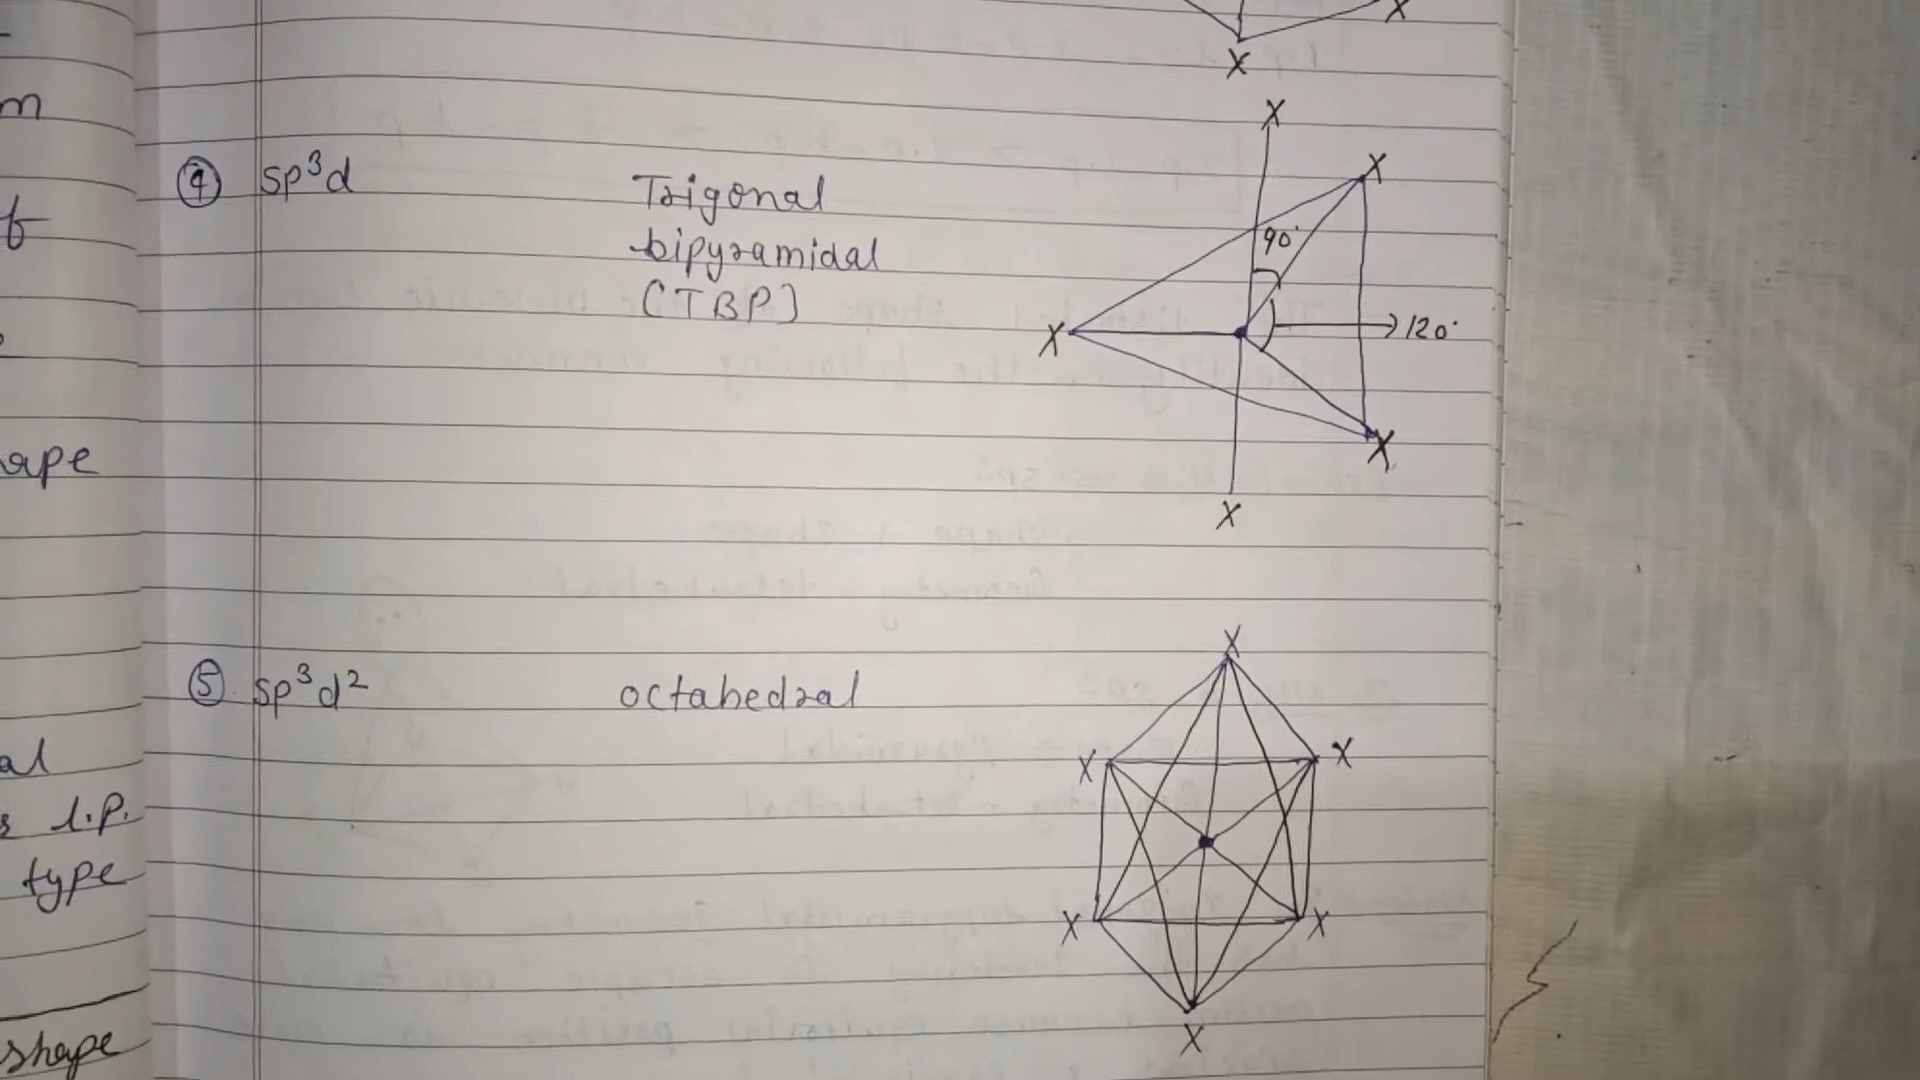 m
X
X
X
④ sp³d
Trigonal
X
90°
bipyramidal
(TBP)
X
→120°
X
ape
X
X
⑤ sp³d²
octahedral
X
X
al
l.p.
X
X
type
X
shape